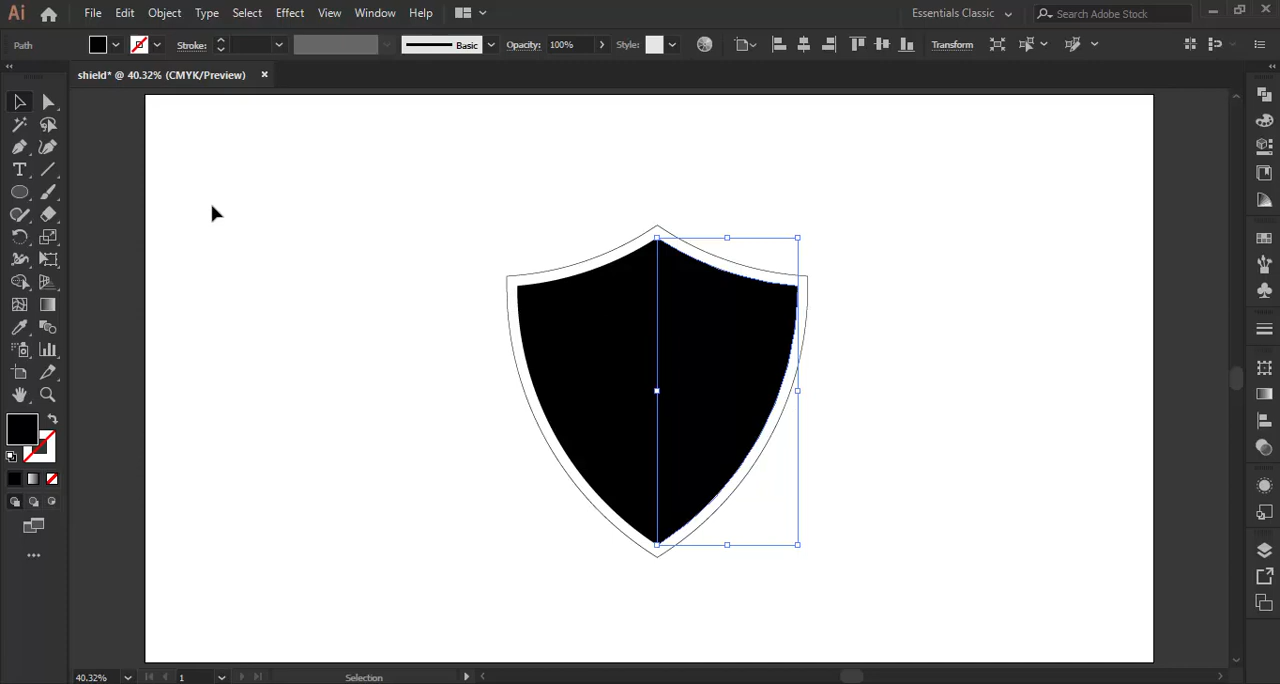 Ai File Edit Object Type Select Effect View Window Help Essentials Classic Search Adobe Stock
Path Stroke: Basic Opacity: 100% Style: Transform
shield* @ 40.32% (CMYK/Preview)
T
40.32% 1 Selection